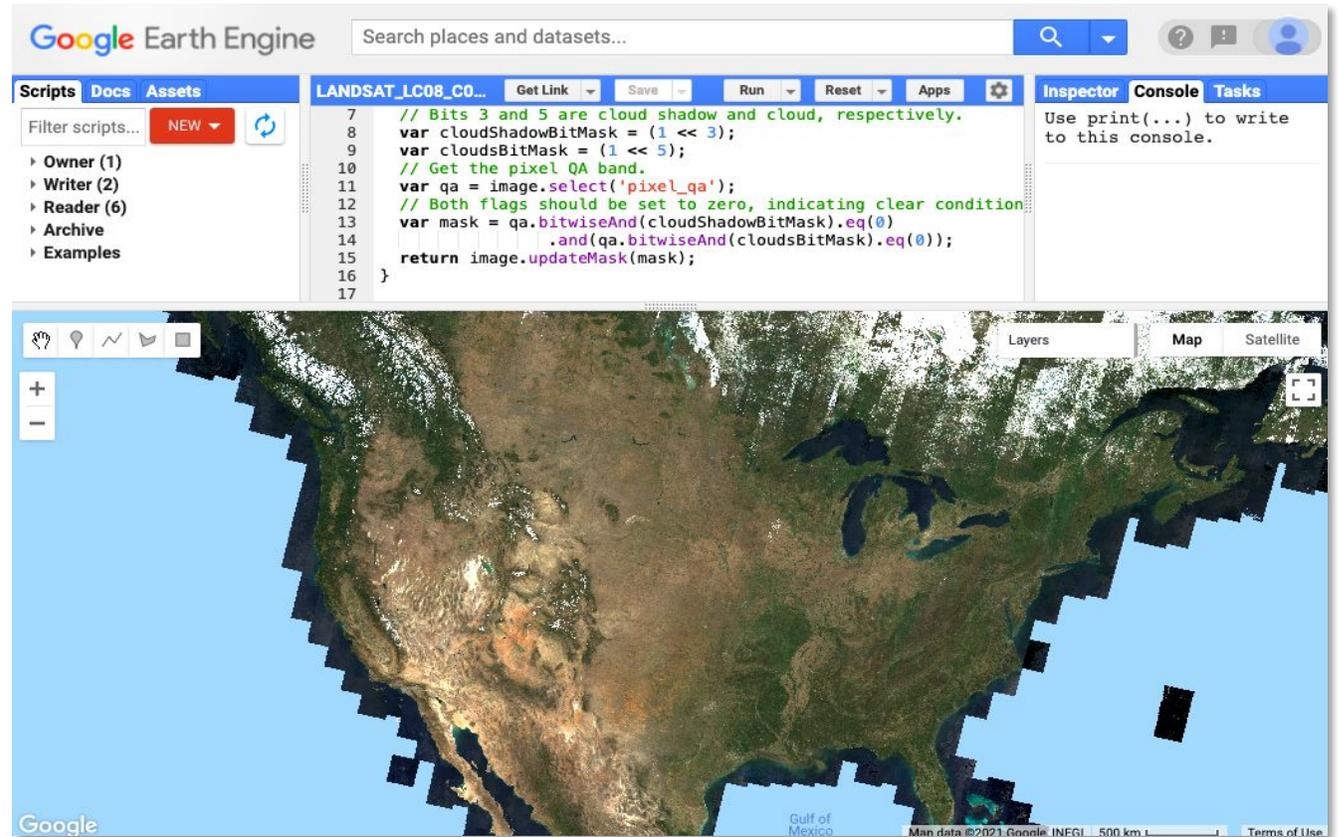 Google Earth Engine
Search places and datasets...
Scripts Docs Assets
Filter scripts...
NEW
Owner (1)
Writer (2)
Reader (6)
Archive
Examples
LANDSAT_LC08_C0...
Get Link
Save
Run
Reset
Apps
7 // Bits 3 and 5 are cloud shadow and cloud, respectively.
8 var cloudShadowBitMask = (1 << 3);
9 var cloudsBitMask = (1 << 5);
10 // Get the pixel QA band.
11 var qa = image.select('pixel_qa');
12 // Both flags should be set to zero, indicating clear condition
13 var mask = qa.bitwiseAnd(cloudShadowBitMask).eq(0)
14 .and(qa.bitwiseAnd(cloudsBitMask).eq(0));
15 return image.updateMask(mask);
16 }
17
Inspector Console Tasks
Use print(...) to write
to this console.
Layers
Map
Satellite
Google
Gulf of
Mexico
Map data ©2021 Google, INEGI
500 km
Terms of Use